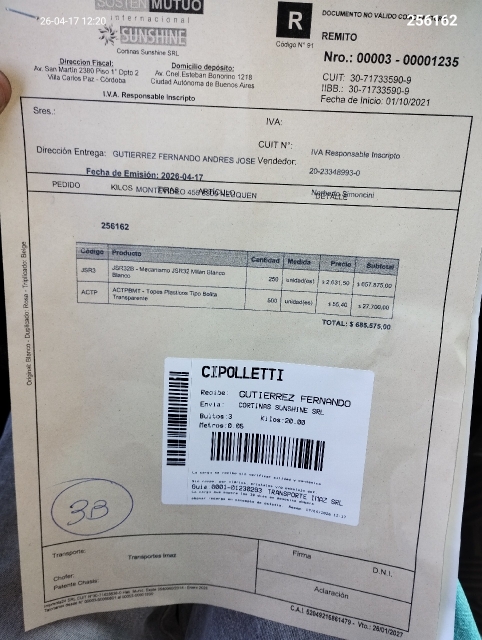 26-04-17 12:20
256162
SOSTEN MUTUO
internacional
SUNSHINE
Cortinas Sunshine SRL
R
Código N° 91
DOCUMENTO NO VALIDO COMO
REMITO
Nro.: 00003 - 00001235
CUIT: 30-71733590-9
IIBB.: 30-71733590-9
Fecha de Inicio: 01/10/2021
Direccion Fiscal:
Av. San Martin 2380 Piso 1° Dpto 2
Villa Carlos Paz - Córdoba
Domicilio depósito:
Av. Cnel Esteban Bonorino 1218
Ciudad Autónoma de Buenos Aires
I.V.A. Responsable Inscripto
Sres.:
IVA:
CUIT N°:
IVA Responsable Inscripto
Dirección Entrega: GUTIERREZ FERNANDO ANDRES JOSE Vendedor:
20-23348993-0
Fecha de Emisión: 2026-04-17
Norberto Simoncini
PEDIDO
KILOS
ARTÍCULO
DETALLE
256162
Código Producto Cantidad Medida Precio Subtotal
JSR3 JSR32B - Mecanismo JSR32 Milan Blanco Blanco 250 unidad(es) $ 2.631,50 $ 657.875,00
ACTP ACTPBMT - Topes Plasticos Tipo Bolita Transparente 500 unidad(es) $ 55,40 $ 27.700,00
TOTAL: $ 685.575,00
CIPOLLETTI
Recibe: GUTIERREZ FERNANDO
Envia: CORTINAS SUNSHINE SRL
Bultos:3 Kilos:20.00
Metros:0.05
Guia 0001-01230283 TRANSPORTE IMAZ SRL
3B
Original: Blanco - Duplicado: Rosa - Triplicado: Beige
Transporte: Transportes Imaz
Chofer:
Patente Chasis:
Firma
D.N.I.
Aclaración
C.A.I. 52049216861479 - Vto.: 26/01/2027